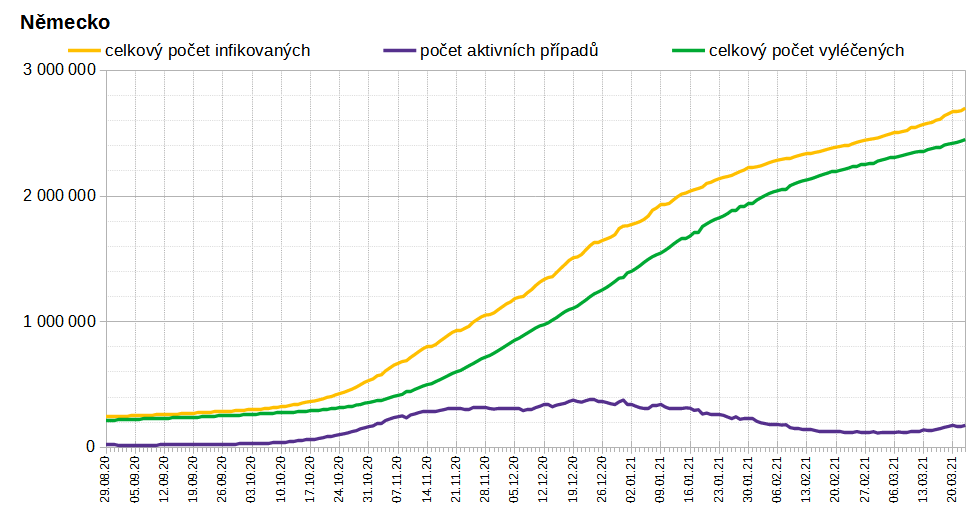 Německo
celkový počet infikovaných počet aktivních případů celkový počet vyléčených
3 000 000
2 000 000
1 000 000
0
29.08.20 05.09.20 12.09.20 19.09.20 26.09.20 03.10.20 10.10.20 17.10.20 24.10.20 31.10.20 07.11.20 14.11.20 21.11.20 28.11.20 05.12.20 12.12.20 19.12.20 26.12.20 02.01.21 09.01.21 16.01.21 23.01.21 30.01.21 06.02.21 13.02.21 20.02.21 27.02.21 06.03.21 13.03.21 20.03.21